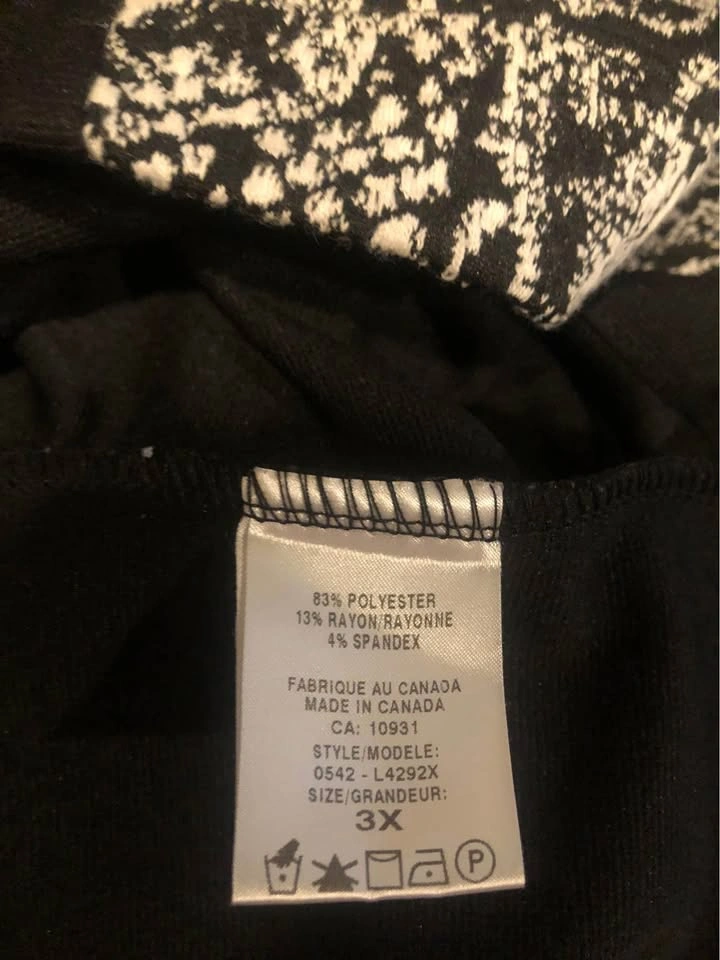 83% POLYESTER
13% RAYON/RAYONNE
4% SPANDEX
FABRIQUE AU CANADA
MADE IN CANADA
CA: 10931
STYLE/MODELE:
0542 - L4292X
SIZE/GRANDEUR:
3X
P